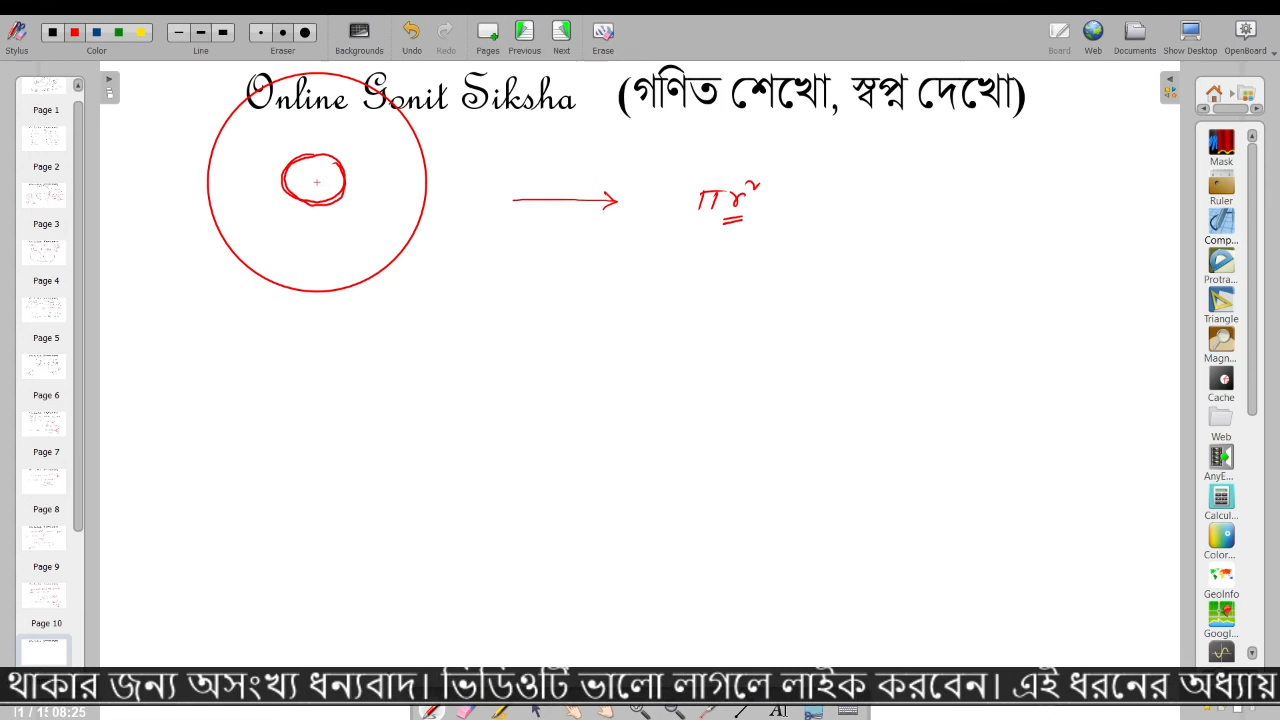 Stylus Color Line Eraser Backgrounds Undo Redo Pages Previous Next Erase Board Web Documents Show Desktop OpenBoard
Online Gonit Siksha (গণিত শেখো, স্বপ্ন দেখো)
πr²
Page 1
Page 2
Page 3
Page 4
Page 5
Page 6
Page 7
Page 8
Page 9
Page 10
Mask
Ruler
Comp...
Protra...
Triangle
Magn...
Cache
Web
AnyE...
Calcul...
Color...
GeoInfo
Googl...
থাকার জন্য অসংখ্য ধন্যবাদ। ভিডিওটি ভালো লাগলে লাইক করবেন। এই ধরনের অধ্যায়
08:25